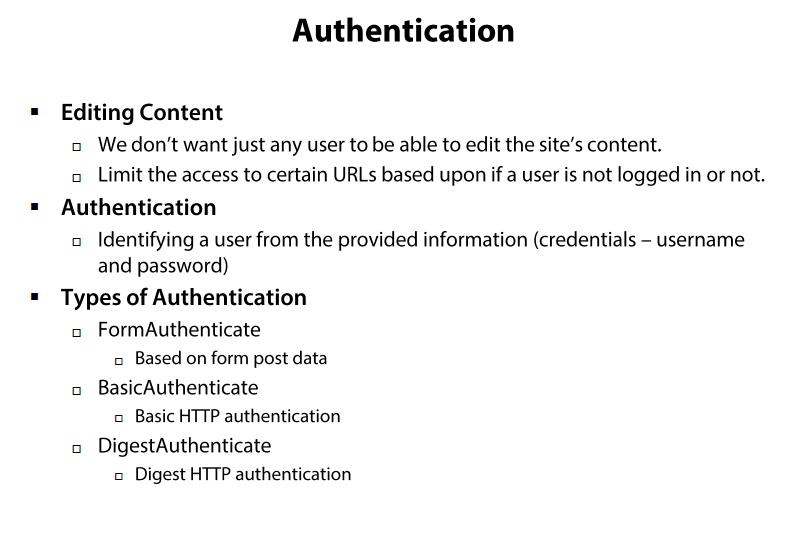 Authentication
Editing Content
We don’t want just any user to be able to edit the site’s content.
Limit the access to certain URLs based upon if a user is not logged in or not.
Authentication
Identifying a user from the provided information (credentials – username
and password)
Types of Authentication
FormAuthenticate
Based on form post data
BasicAuthenticate
Basic HTTP authentication
DigestAuthenticate
Digest HTTP authentication